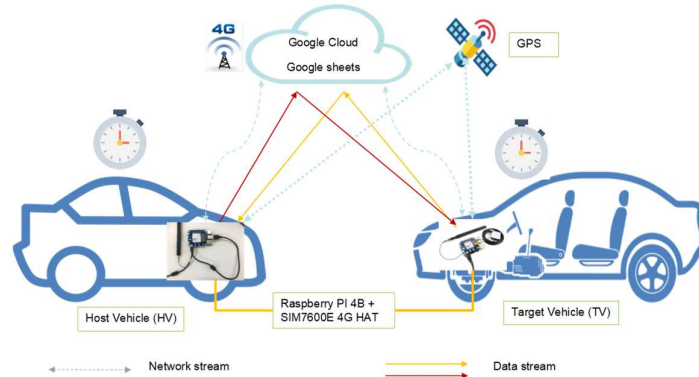 4G
Google Cloud
Google sheets
GPS
Raspberry PI 4B +
SIM7600E 4G HAT
Host Vehicle (HV)
Target Vehicle (TV)
Network stream
Data stream